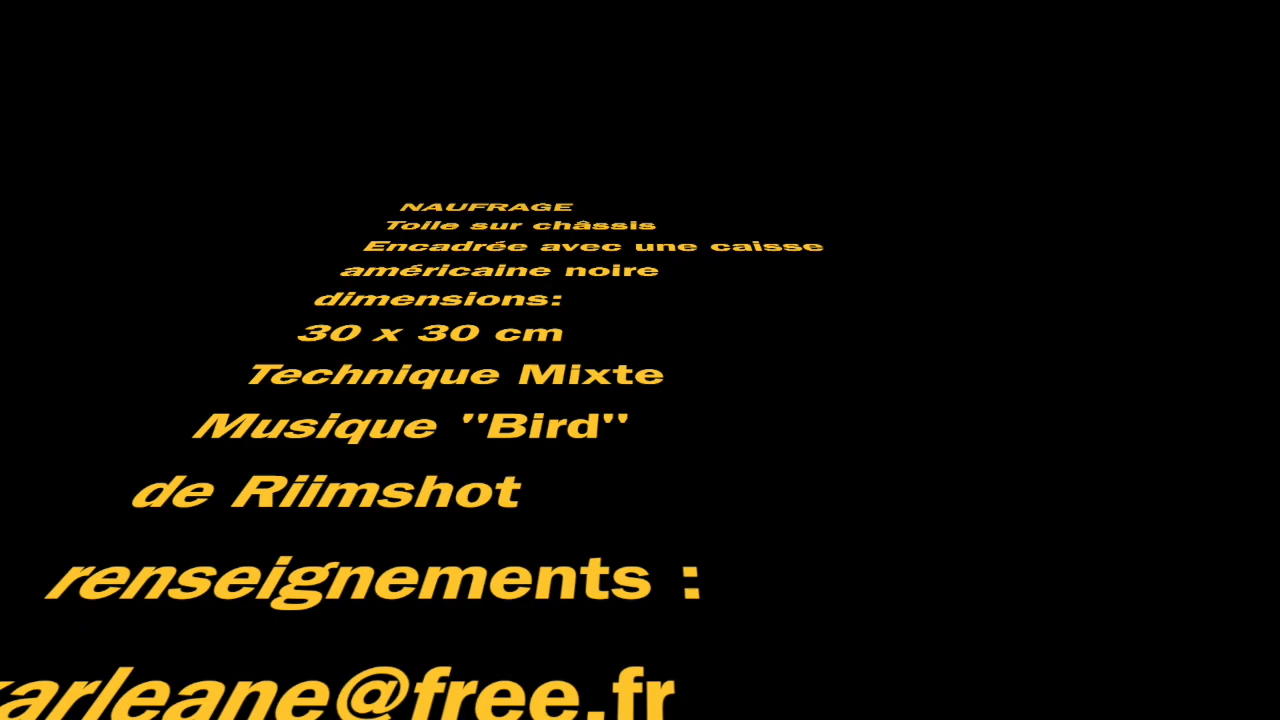 NAUFRAGE
Toile sur châssis
Encadrée avec une caisse
américaine noire
dimensions:
30 x 30 cm
Technique Mixte
Musique "Bird"
de Riimshot
renseignements :
karleane@free.fr